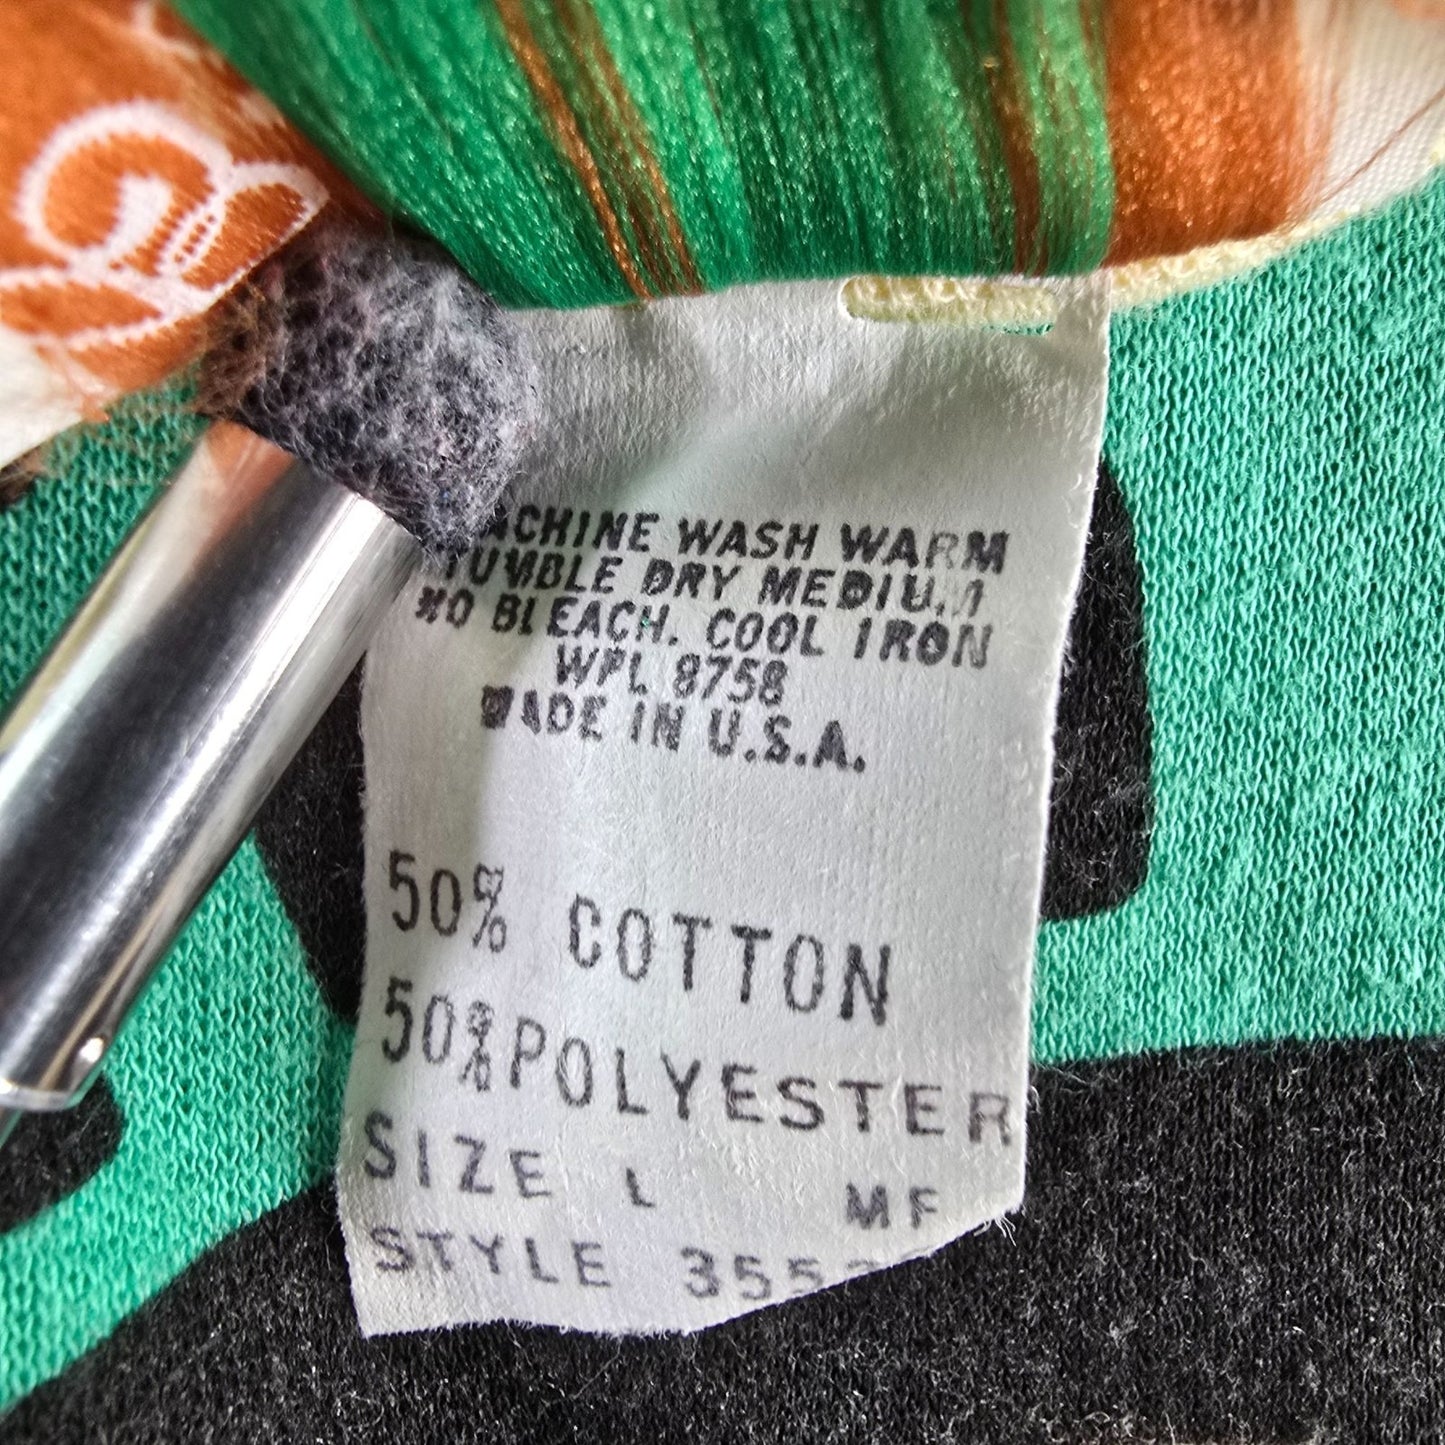 MACHINE WASH WARM
TUMBLE DRY MEDIUM
NO BLEACH. COOL IRON
WPL 8758
MADE IN U.S.A.
50% COTTON
50% POLYESTER
SIZE L MF
STYLE 355